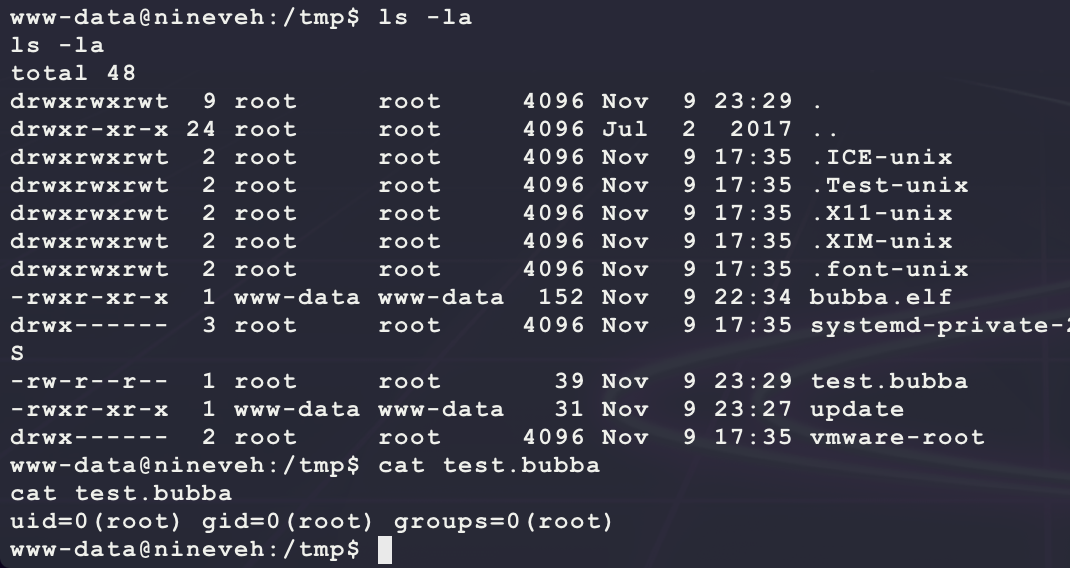 www-data@nineveh:/tmp$ ls -la
ls -la
total 48
drwxrwxrwt  9 root     root     4096 Nov  9 23:29 .
drwxr-xr-x 24 root     root     4096 Jul  2  2017 ..
drwxrwxrwt  2 root     root     4096 Nov  9 17:35 .ICE-unix
drwxrwxrwt  2 root     root     4096 Nov  9 17:35 .Test-unix
drwxrwxrwt  2 root     root     4096 Nov  9 17:35 .X11-unix
drwxrwxrwt  2 root     root     4096 Nov  9 17:35 .XIM-unix
drwxrwxrwt  2 root     root     4096 Nov  9 17:35 .font-unix
-rwxr-xr-x  1 www-data www-data  152 Nov  9 22:34 bubba.elf
drwx------  3 root     root     4096 Nov  9 17:35 systemd-private-2
S
-rw-r--r--  1 root     root       39 Nov  9 23:29 test.bubba
-rwxr-xr-x  1 www-data www-data   31 Nov  9 23:27 update
drwx------  2 root     root     4096 Nov  9 17:35 vmware-root
www-data@nineveh:/tmp$ cat test.bubba
cat test.bubba
uid=0(root) gid=0(root) groups=0(root)
www-data@nineveh:/tmp$